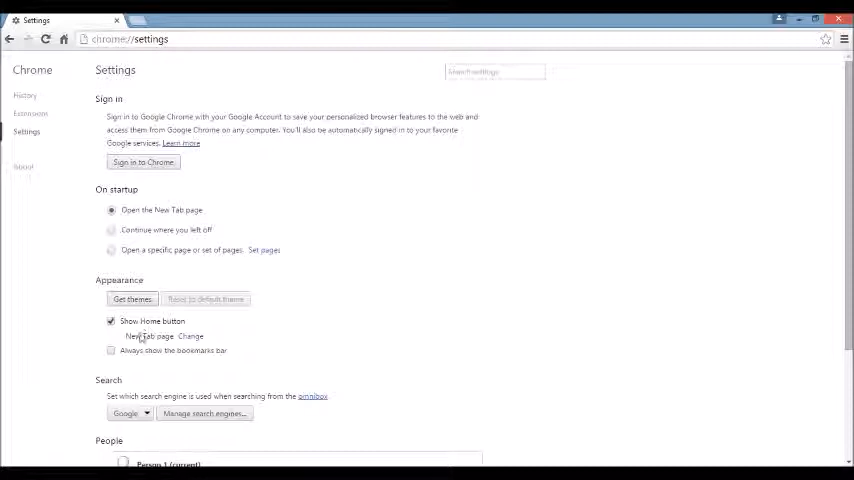 Settings
chrome://settings
Chrome
Settings
Search settings
History
Extensions
Settings
About
Sign in
Sign in to Google Chrome with your Google Account to save your personalized browser features to the web and
access them from Google Chrome on any computer. You'll also be automatically signed in to your favorite
Google services. Learn more
Sign in to Chrome
On startup
Open the New Tab page
Continue where you left off
Open a specific page or set of pages. Set pages
Appearance
Get themes Reset to default theme
Show Home button
New Tab page Change
Always show the bookmarks bar
Search
Set which search engine is used when searching from the omnibox.
Google Manage search engines...
People
Person 1 (current)